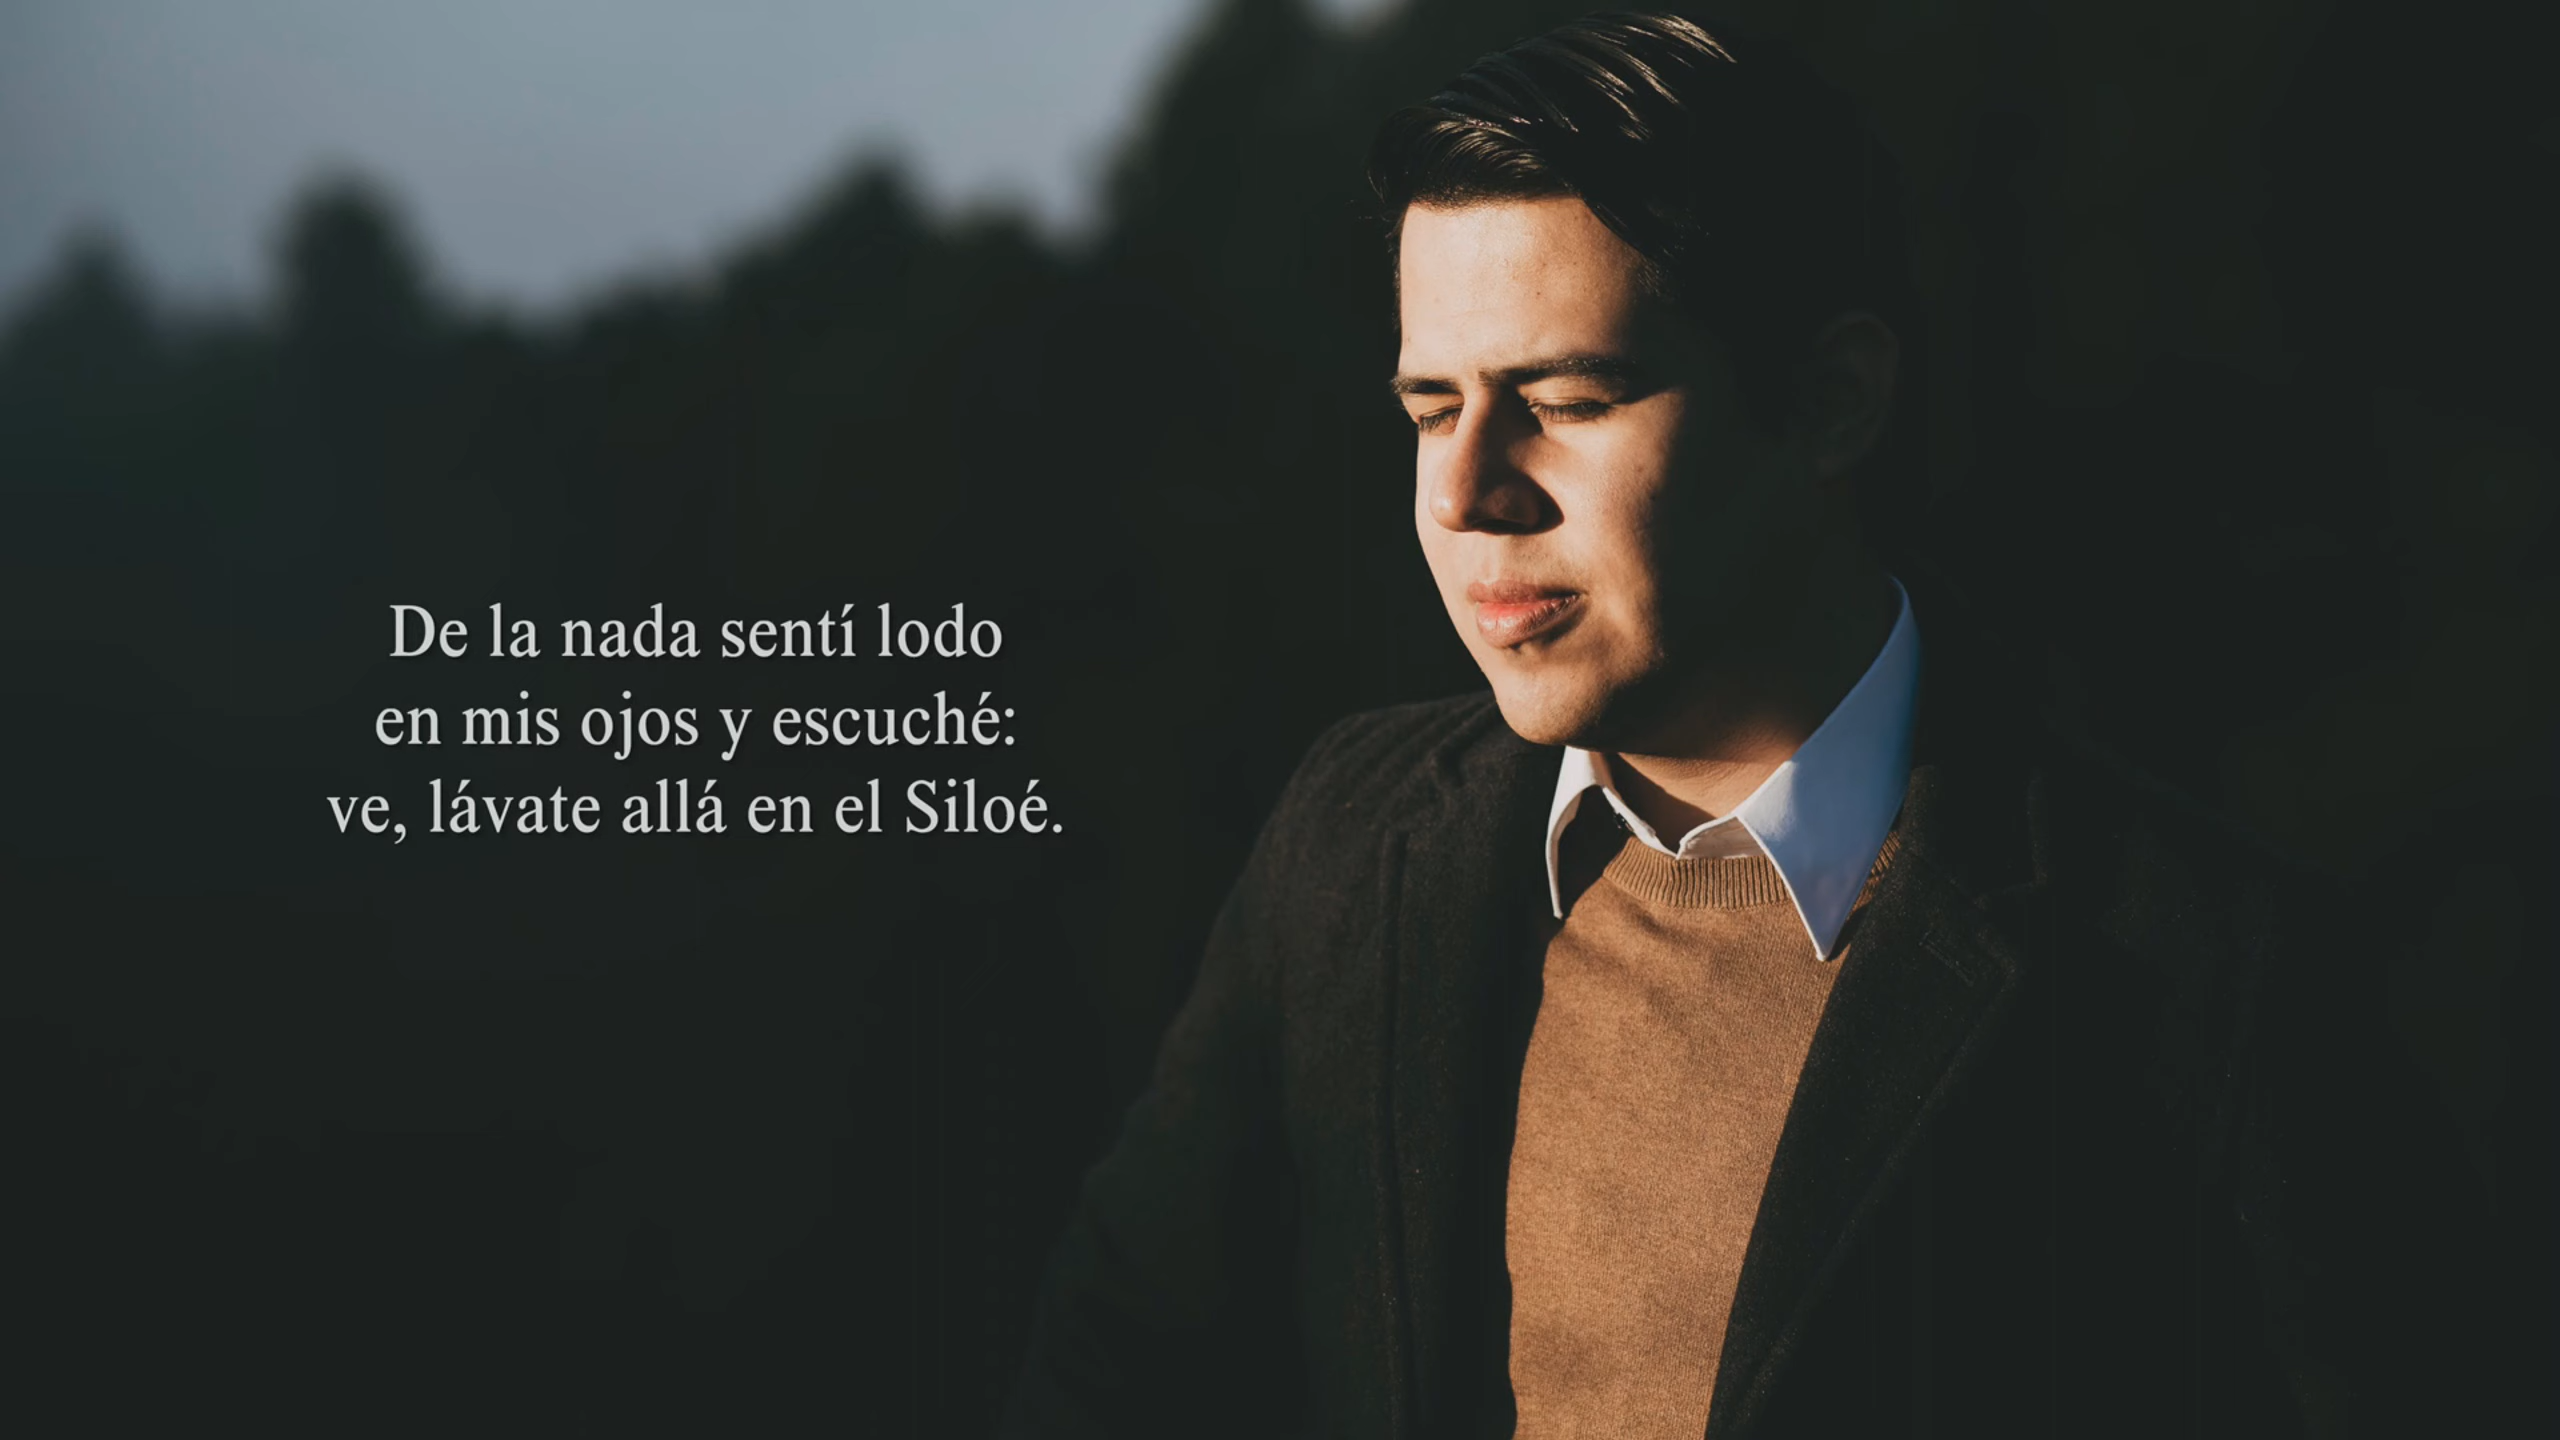 De la nada sentí lodo
en mis ojos y escuché:
ve, lávate allá en el Siloé.